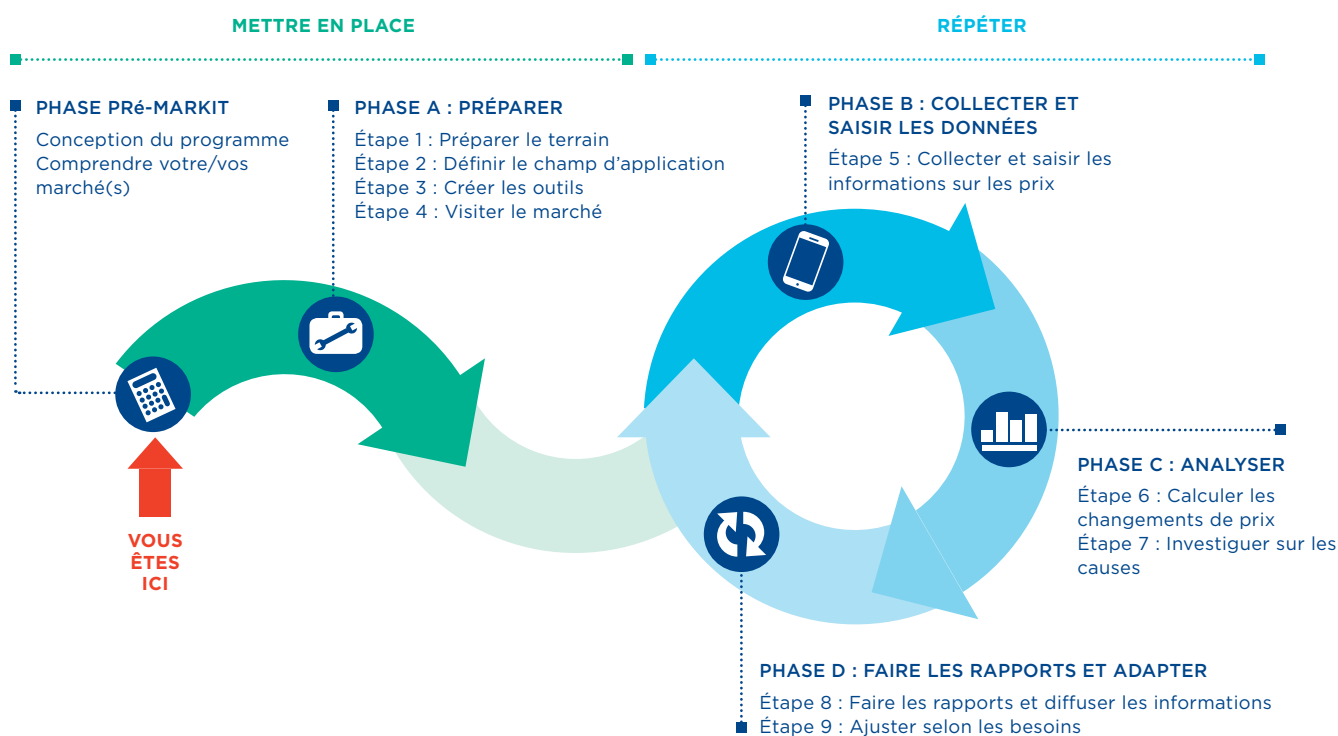 METTRE EN PLACE
RÉPÉTER
PHASE PRé-MARKIT
Conception du programme
Comprendre votre/vos
marché(s)
PHASE A : PRÉPARER
Étape 1 : Préparer le terrain
Étape 2 : Définir le champ d’application
Étape 3 : Créer les outils
Étape 4 : Visiter le marché
PHASE B : COLLECTER ET
SAISIR LES DONNÉES
Étape 5 : Collecter et saisir les
informations sur les prix
VOUS
ÊTES
ICI
PHASE C : ANALYSER
Étape 6 : Calculer les
changements de prix
Étape 7 : Investiguer sur les
causes
PHASE D : FAIRE LES RAPPORTS ET ADAPTER
Étape 8 : Faire les rapports et diffuser les informations
Étape 9 : Ajuster selon les besoins